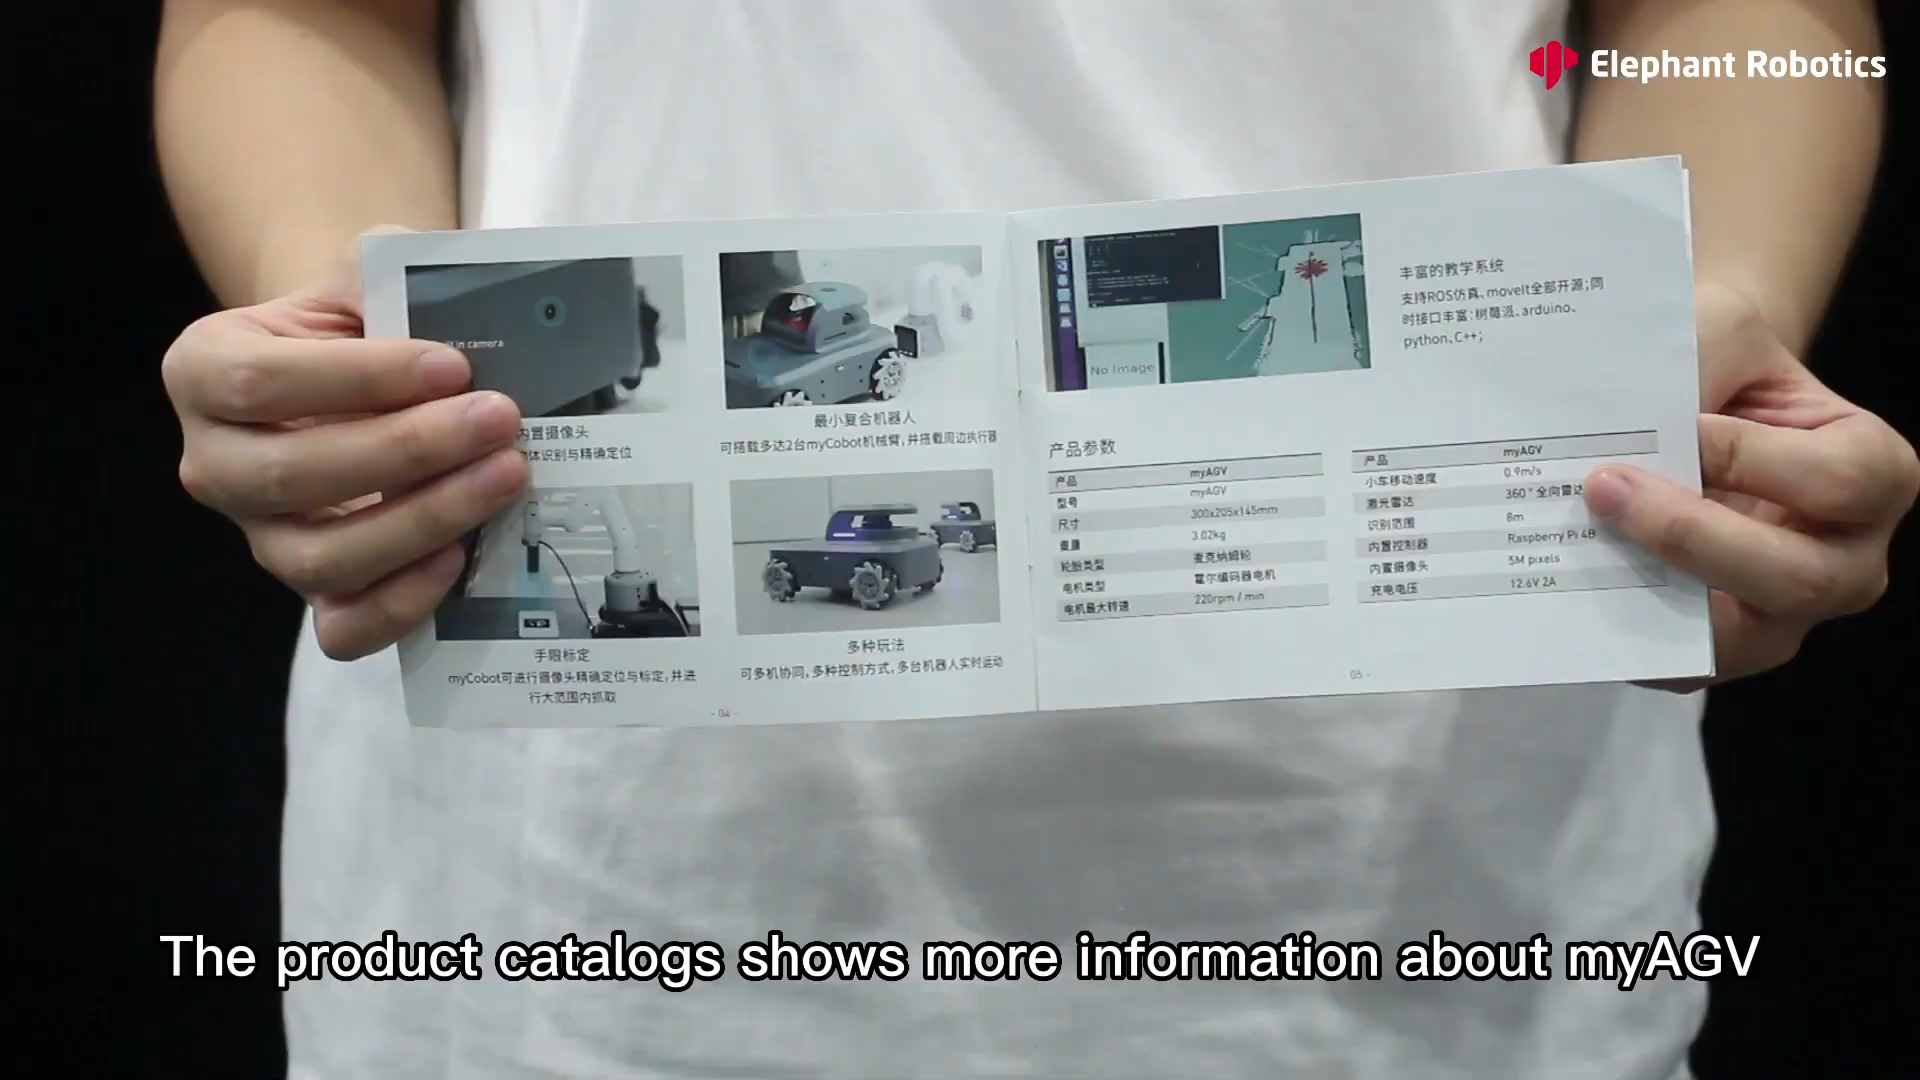 Elephant Robotics
in camera
内置摄像头
体识别与精确定位
最小复合机器人
可搭载多达2台myCobot机械臂,并搭载周边执行器
手眼标定
myCobot可进行摄像头精确定位与标定,并进
行大范围内抓取
多种玩法
可多机协同,多种控制方式,多台机器人实时运动
- 04 -
No Image
丰富的教学系统
支持ROS仿真、moveIt全部开源;同
时接口丰富:树莓派、arduino、
python、C++;
产品参数
产品 myAGV
型号 myAGV
尺寸 300x205x145mm
重量 3.02kg
轮胎类型 麦克纳姆轮
电机类型 霍尔编码器电机
电机最大转速 220rpm / min
产品 myAGV
小车移动速度 0.9m/s
激光雷达 360°全向雷达
识别范围 8m
内置控制器 Raspberry Pi 4B
内置摄像头 5M pixels
充电电压 12.6V 2A
- 05 -
The product catalogs shows more information about myAGV